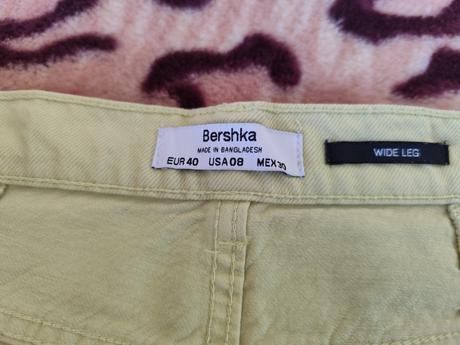 Bershka
MADE IN BANGLADESH
EUR 40 USA 08 MEX 30
WIDE LEG